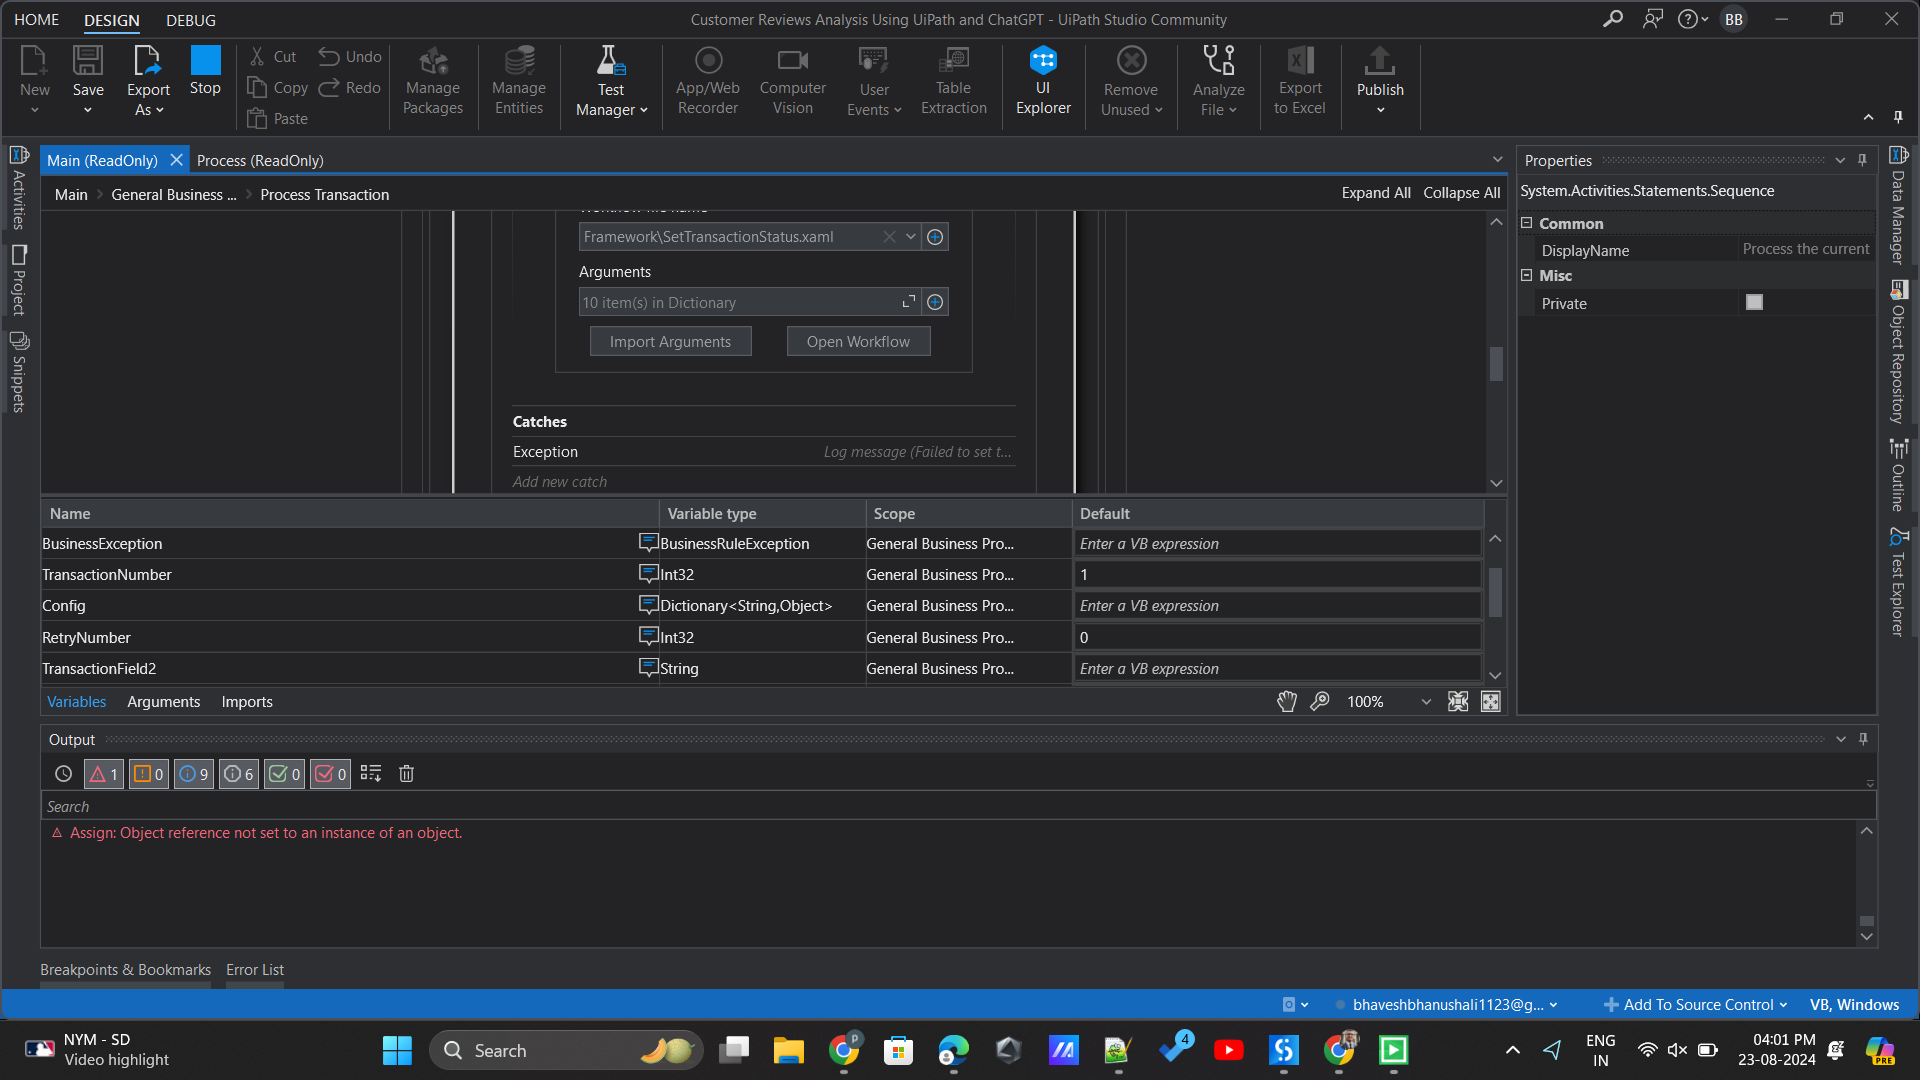 HOME DESIGN DEBUG
Customer Reviews Analysis Using UiPath and ChatGPT - UiPath Studio Community
BB
New
Save
Export As
Stop
Cut
Copy
Paste
Undo
Redo
Manage Packages
Manage Entities
Test Manager
App/Web Recorder
Computer Vision
User Events
Table Extraction
UI Explorer
Remove Unused
Analyze File
Export to Excel
Publish
Activities
Project
Snippets
Main (ReadOnly)
Process (ReadOnly)
Main > General Business ... > Process Transaction
Expand All Collapse All
Workflow file name
Framework\SetTransactionStatus.xaml
Arguments
10 item(s) in Dictionary
Import Arguments
Open Workflow
Catches
Exception Log message (Failed to set t...
Add new catch
Name Variable type Scope Default
BusinessException BusinessRuleException General Business Pro... Enter a VB expression
TransactionNumber Int32 General Business Pro... 1
Config Dictionary<String,Object> General Business Pro... Enter a VB expression
RetryNumber Int32 General Business Pro... 0
TransactionField2 String General Business Pro... Enter a VB expression
Variables Arguments Imports
100%
Properties
System.Activities.Statements.Sequence
Common
DisplayName Process the current
Misc
Private
Data Manager
Object Repository
Outline
Test Explorer
Output
1 0 9 6 0 0
Search
Assign: Object reference not set to an instance of an object.
Breakpoints & Bookmarks Error List
bhaveshbhanushali1123@g...
Add To Source Control
VB, Windows
NYM - SD
Video highlight
Search
P
4
ENG
IN
04:01 PM
23-08-2024
PRE